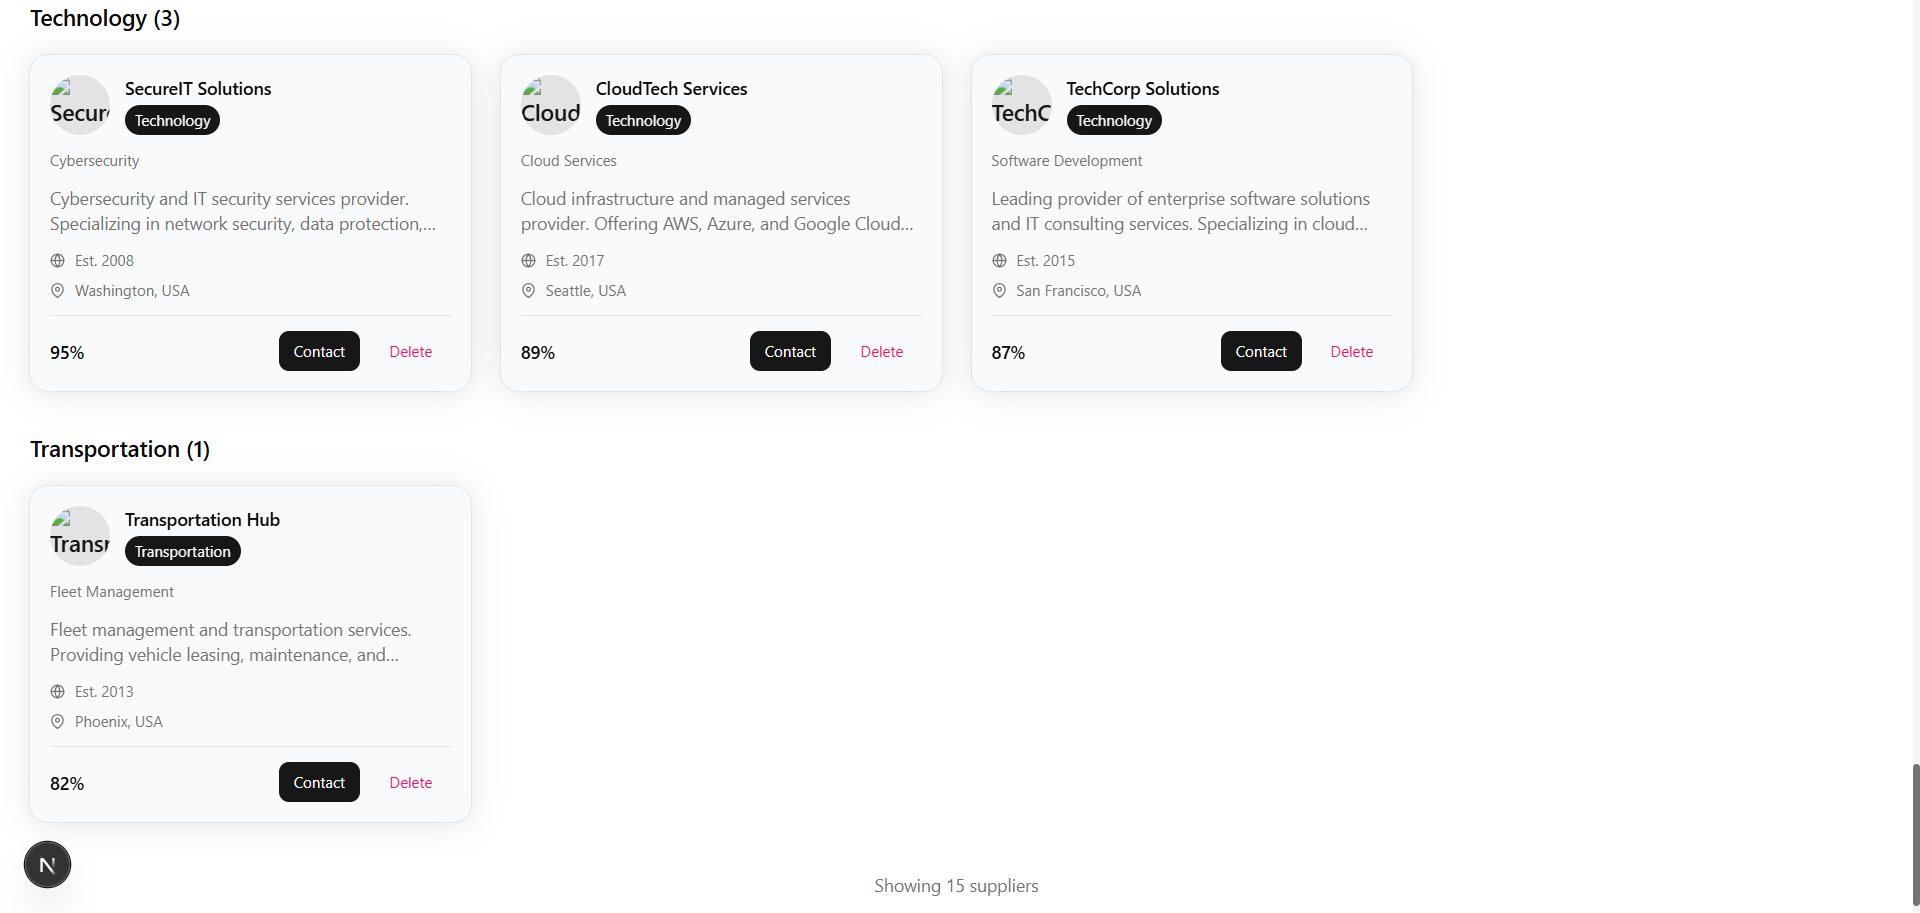 Technology (3)
Secur
SecureIT Solutions
Technology
Cybersecurity
Cybersecurity and IT security services provider.
Specializing in network security, data protection,...
Est. 2008
Washington, USA
95%
Contact
Delete
Cloud
CloudTech Services
Technology
Cloud Services
Cloud infrastructure and managed services
provider. Offering AWS, Azure, and Google Cloud...
Est. 2017
Seattle, USA
89%
Contact
Delete
TechC
TechCorp Solutions
Technology
Software Development
Leading provider of enterprise software solutions
and IT consulting services. Specializing in cloud...
Est. 2015
San Francisco, USA
87%
Contact
Delete
Transportation (1)
Transp
Transportation Hub
Transportation
Fleet Management
Fleet management and transportation services.
Providing vehicle leasing, maintenance, and...
Est. 2013
Phoenix, USA
82%
Contact
Delete
N
Showing 15 suppliers